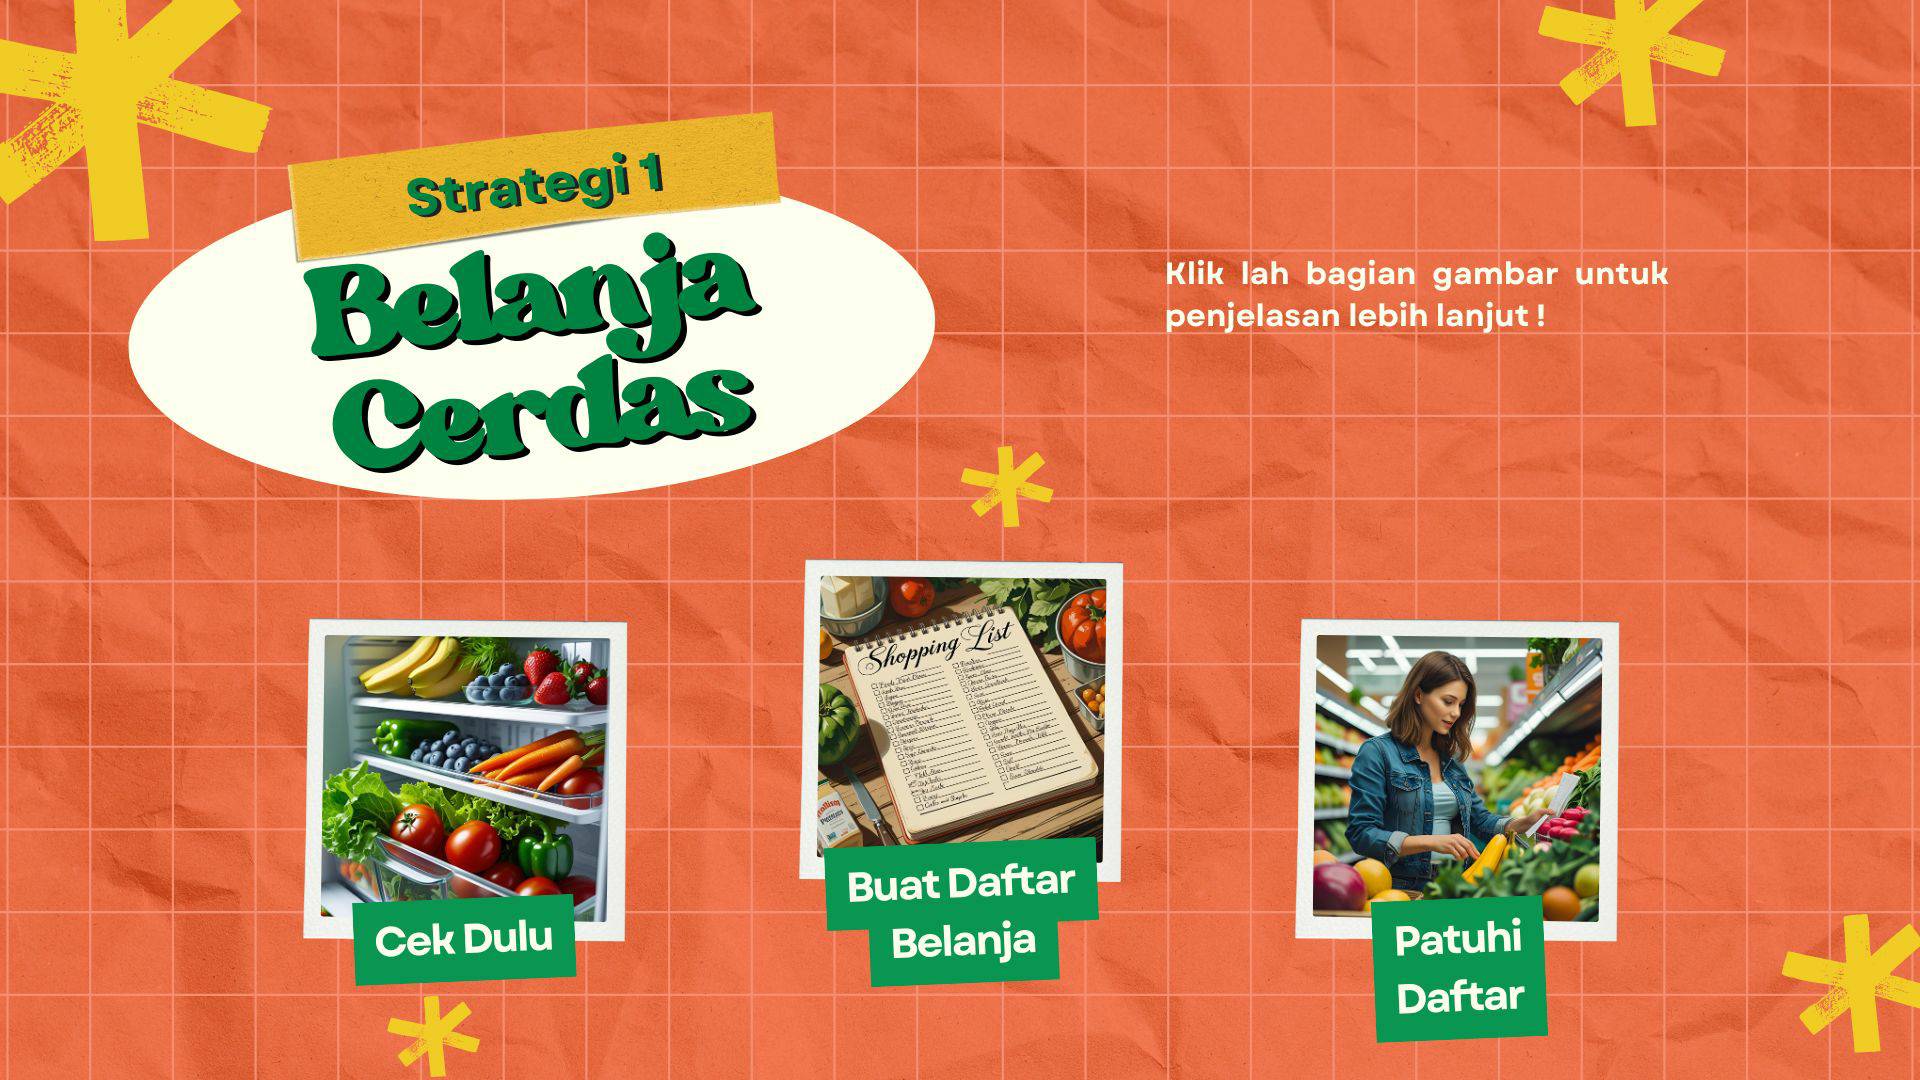 Strategi 1
Belanja
Cerdas
Klik lah bagian gambar untuk
penjelasan lebih lanjut !
Shopping List
Cek Dulu
Buat Daftar
Belanja
Patuhi
Daftar